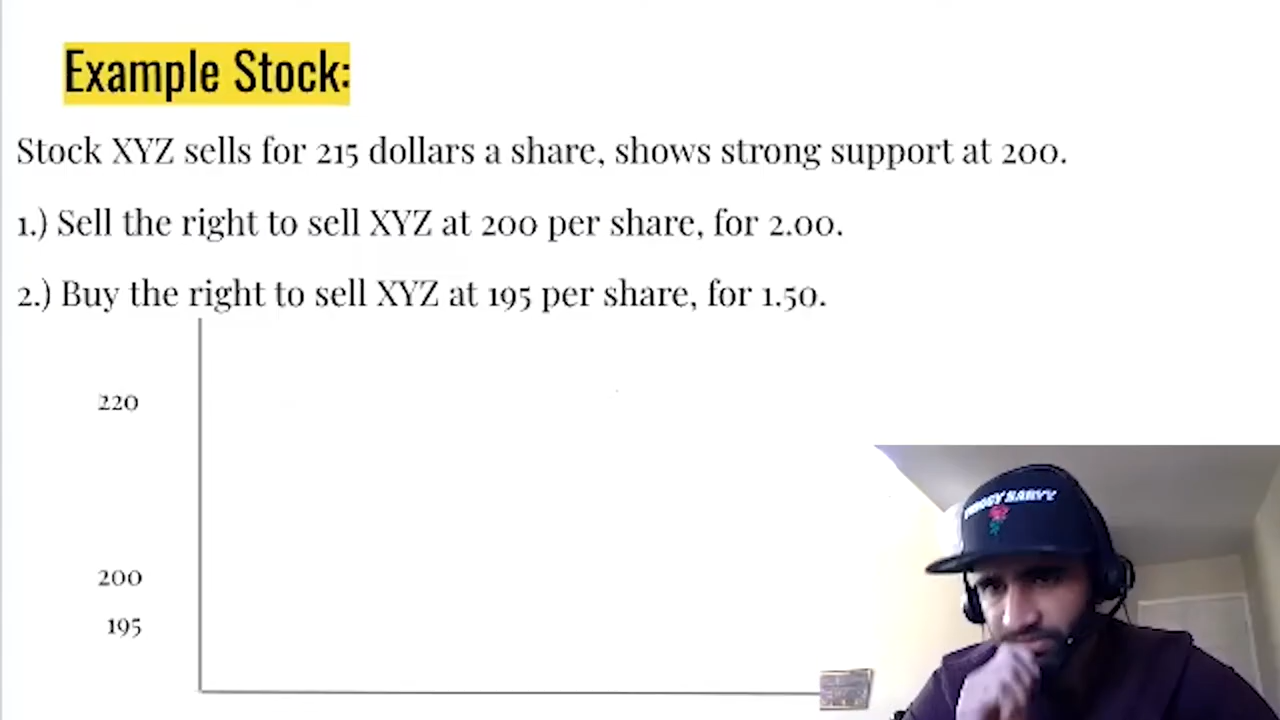 Example Stock:
Stock XYZ sells for 215 dollars a share, shows strong support at 200.
1.) Sell the right to sell XYZ at 200 per share, for 2.00.
2.) Buy the right to sell XYZ at 195 per share, for 1.50.
220
200
195